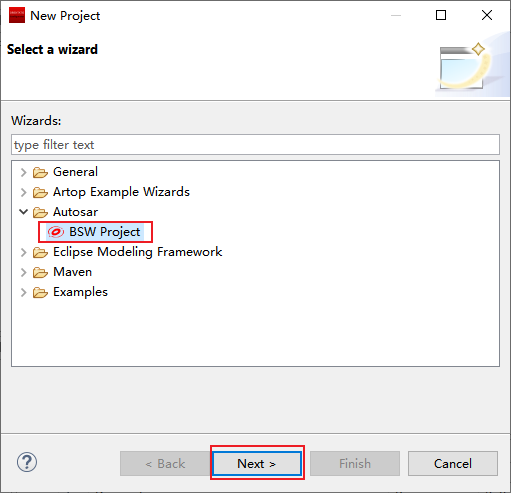 New Project
Select a wizard
Wizards:
type filter text
General
Artop Example Wizards
Autosar
BSW Project
Eclipse Modeling Framework
Maven
Examples
?
< Back
Next >
Finish
Cancel